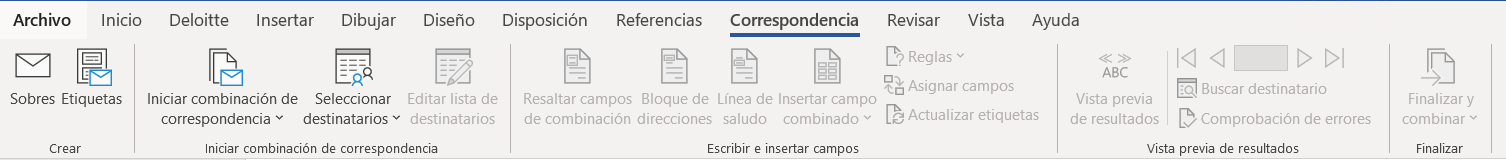 Archivo Inicio Deloitte Insertar Dibujar Diseño Disposición Referencias Correspondencia Revisar Vista Ayuda
Sobres
Etiquetas
Iniciar combinación de
correspondencia
Seleccionar
destinatarios
Editar lista de
destinatarios
Resaltar campos
de combinación
Bloque de
direcciones
Línea de
saludo
Insertar campo
combinado
Reglas
Asignar campos
Actualizar etiquetas
ABC
Vista previa
de resultados
Buscar destinatario
Comprobación de errores
Finalizar y
combinar
Crear
Iniciar combinación de correspondencia
Escribir e insertar campos
Vista previa de resultados
Finalizar